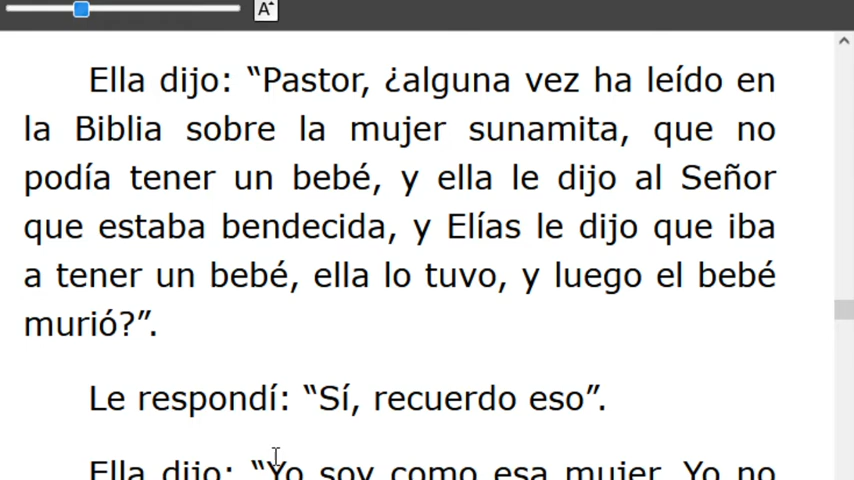 A
Ella dijo: “Pastor, ¿alguna vez ha leído en
la Biblia sobre la mujer sunamita, que no
podía tener un bebé, y ella le dijo al Señor
que estaba bendecida, y Elías le dijo que iba
a tener un bebé, ella lo tuvo, y luego el bebé
murió?”.
Le respondí: “Sí, recuerdo eso”.
Ella dijo: “Yo soy como esa mujer. Yo no